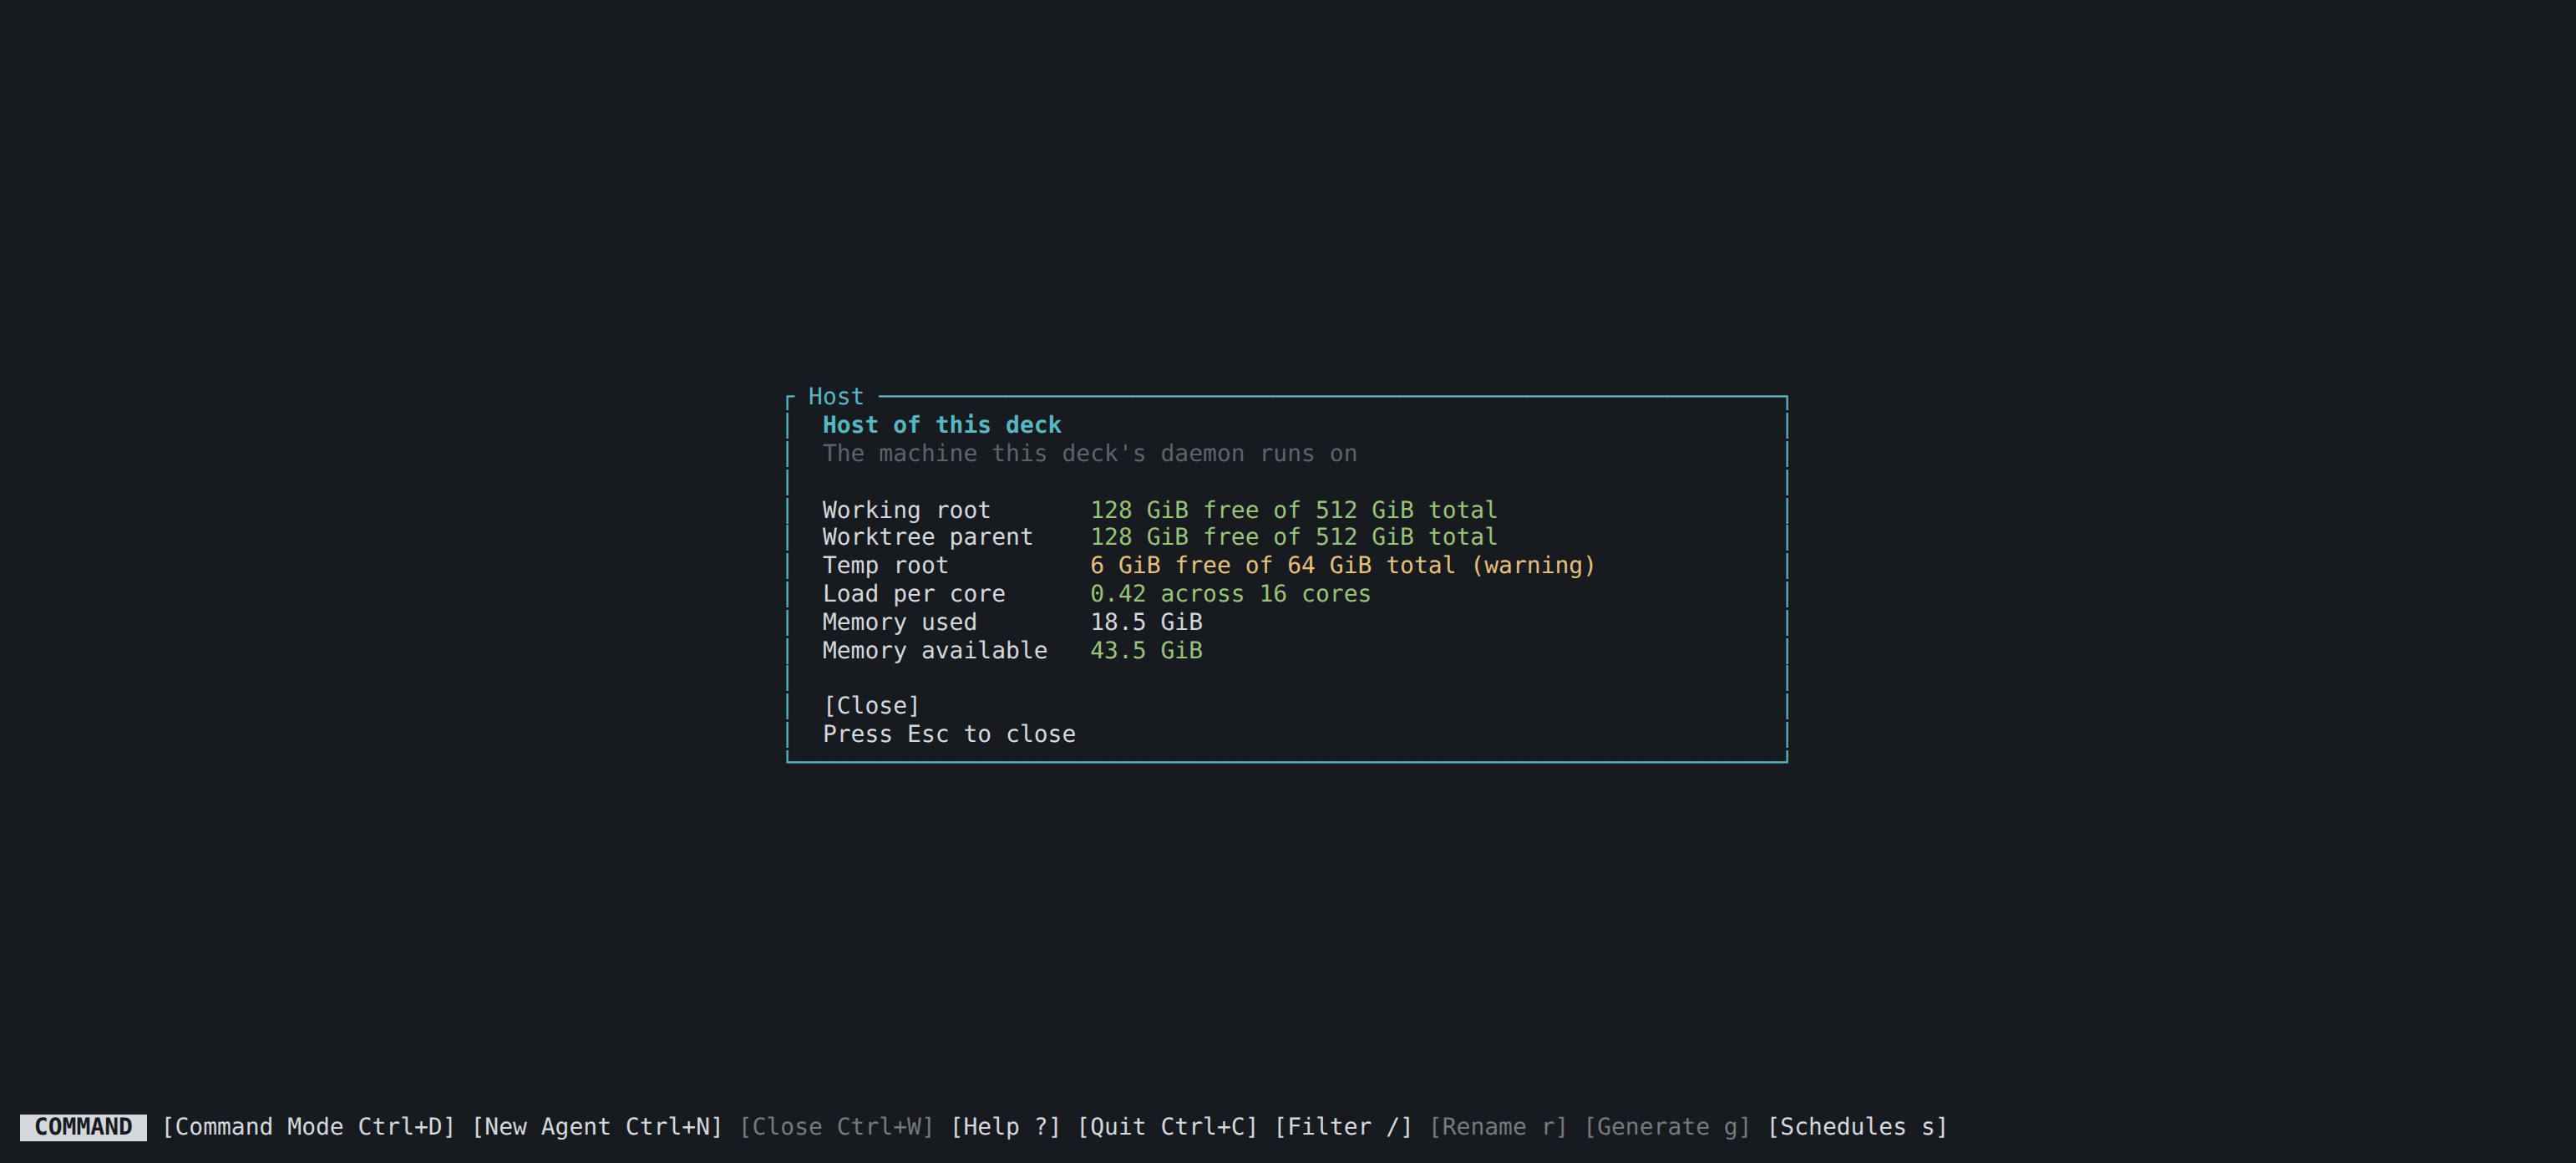 Host
Host of this deck
The machine this deck's daemon runs on
Working root 128 GiB free of 512 GiB total
Worktree parent 128 GiB free of 512 GiB total
Temp root 6 GiB free of 64 GiB total (warning)
Load per core 0.42 across 16 cores
Memory used 18.5 GiB
Memory available 43.5 GiB
[Close]
Press Esc to close
COMMAND [Command Mode Ctrl+D] [New Agent Ctrl+N] [Close Ctrl+W] [Help ?] [Quit Ctrl+C] [Filter /] [Rename r] [Generate g] [Schedules s]